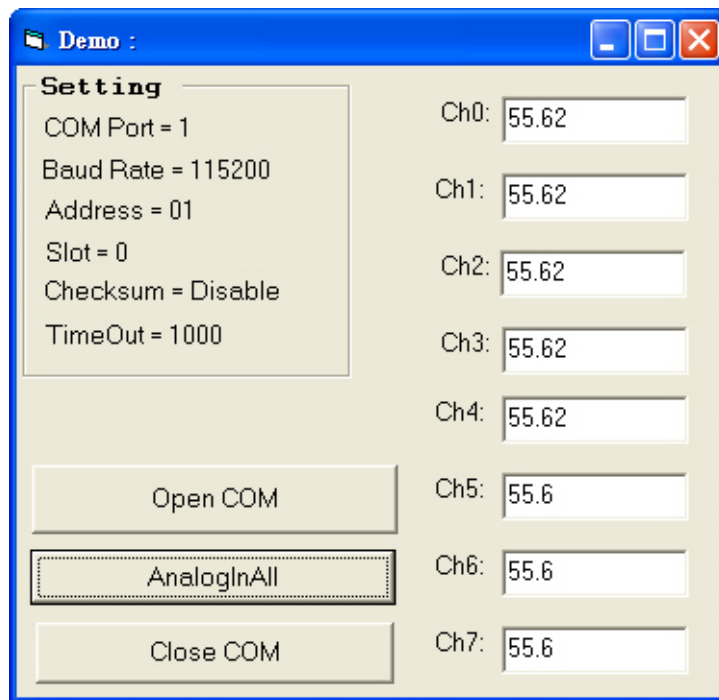 Demo :
Setting
COM Port = 1
Baud Rate = 115200
Address = 01
Slot = 0
Checksum = Disable
TimeOut = 1000
Open COM
AnalogInAll
Close COM
Ch0: 55.62
Ch1: 55.62
Ch2: 55.62
Ch3: 55.62
Ch4: 55.62
Ch5: 55.6
Ch6: 55.6
Ch7: 55.6